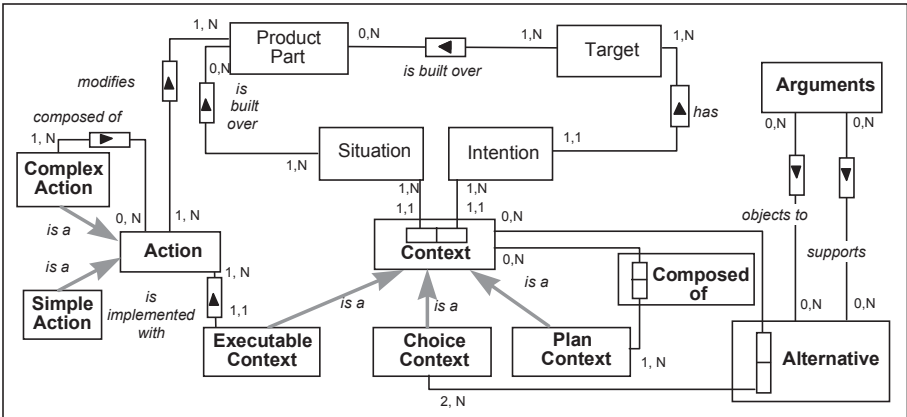 1, N
Product
Part
0,N
1,N
Target
1,N
0,N
modifies
is
built
over
is built over
Arguments
composed of
has
0,N
0,N
1, N
Situation
Intention
1,1
1,N
Complex
Action
1,N
1,N
objects to
is a
0, N
1, N
1,1
1,1
0,N
Action
Context
supports
is a
1, N
0,N
Composed
of
Simple
Action
is
implemented
with
is a
is a
is a
1,1
0,N
0,N
Executable
Context
Choice
Context
Plan
Context
1, N
Alternative
2, N